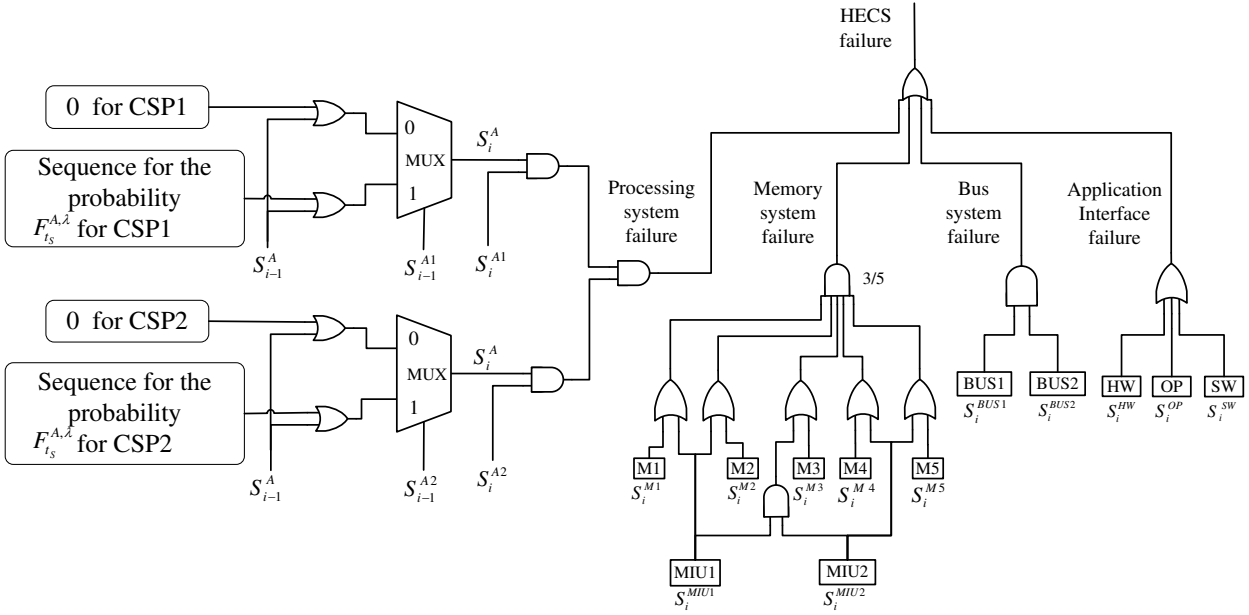 HECS
failure
0 for CSP1
0
MUX
1
Sequence for the
probability
F_{t_S}^{A,λ} for CSP1
S_i^A
S_{i-1}^A
S_{i-1}^{A1}
S_i^{A1}
Processing
system
failure
Memory
system
failure
Bus
system
failure
Application
Interface
failure
3/5
0 for CSP2
0
MUX
1
Sequence for the
probability
F_{t_S}^{A,λ} for CSP2
S_i^A
S_{i-1}^A
S_{i-1}^{A2}
S_i^{A2}
BUS1
BUS2
HW
OP
SW
S_i^{BUS1}
S_i^{BUS2}
S_i^{HW}
S_i^{OP}
S_i^{SW}
M1
M2
M3
M4
M5
S_i^{M1}
S_i^{M2}
S_i^{M3}
S_i^{M4}
S_i^{M5}
MIU1
MIU2
S_i^{MIU1}
S_i^{MIU2}